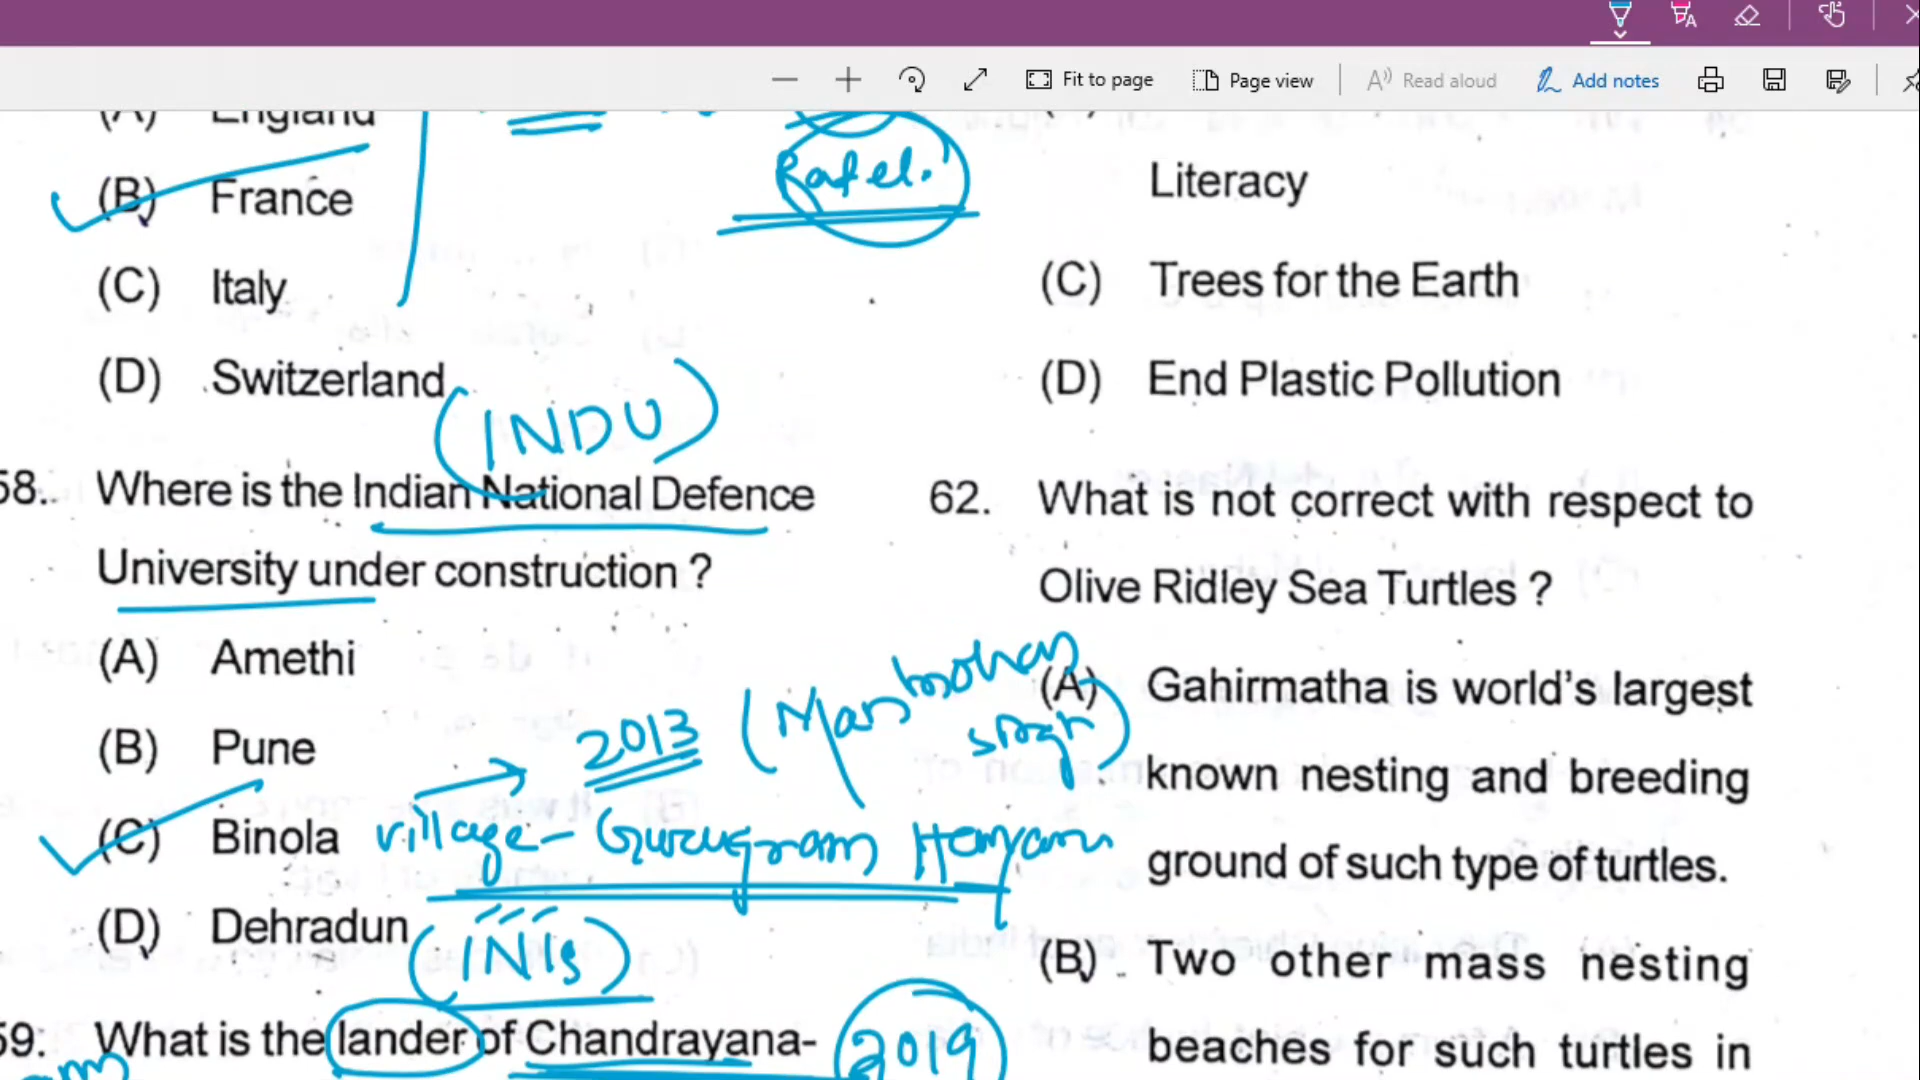 Fit to page
Page view
Read aloud
Add notes
(A) England
(B) France
(C) Italy
(D) Switzerland
Rafel.
(INDU)
58. Where is the Indian National Defence
University under construction ?
(A) Amethi
(B) Pune
(C) Binola
(D) Dehradun
2013 (Manmohan
singh)
village - Gurugram
(INIS)
59. What is the lander of Chandrayana-
2019
Literacy
(C) Trees for the Earth
(D) End Plastic Pollution
62. What is not correct with respect to
Olive Ridley Sea Turtles ?
(A) Gahirmatha is world's largest
known nesting and breeding
ground of such type of turtles.
(B) Two other mass nesting
beaches for such turtles in